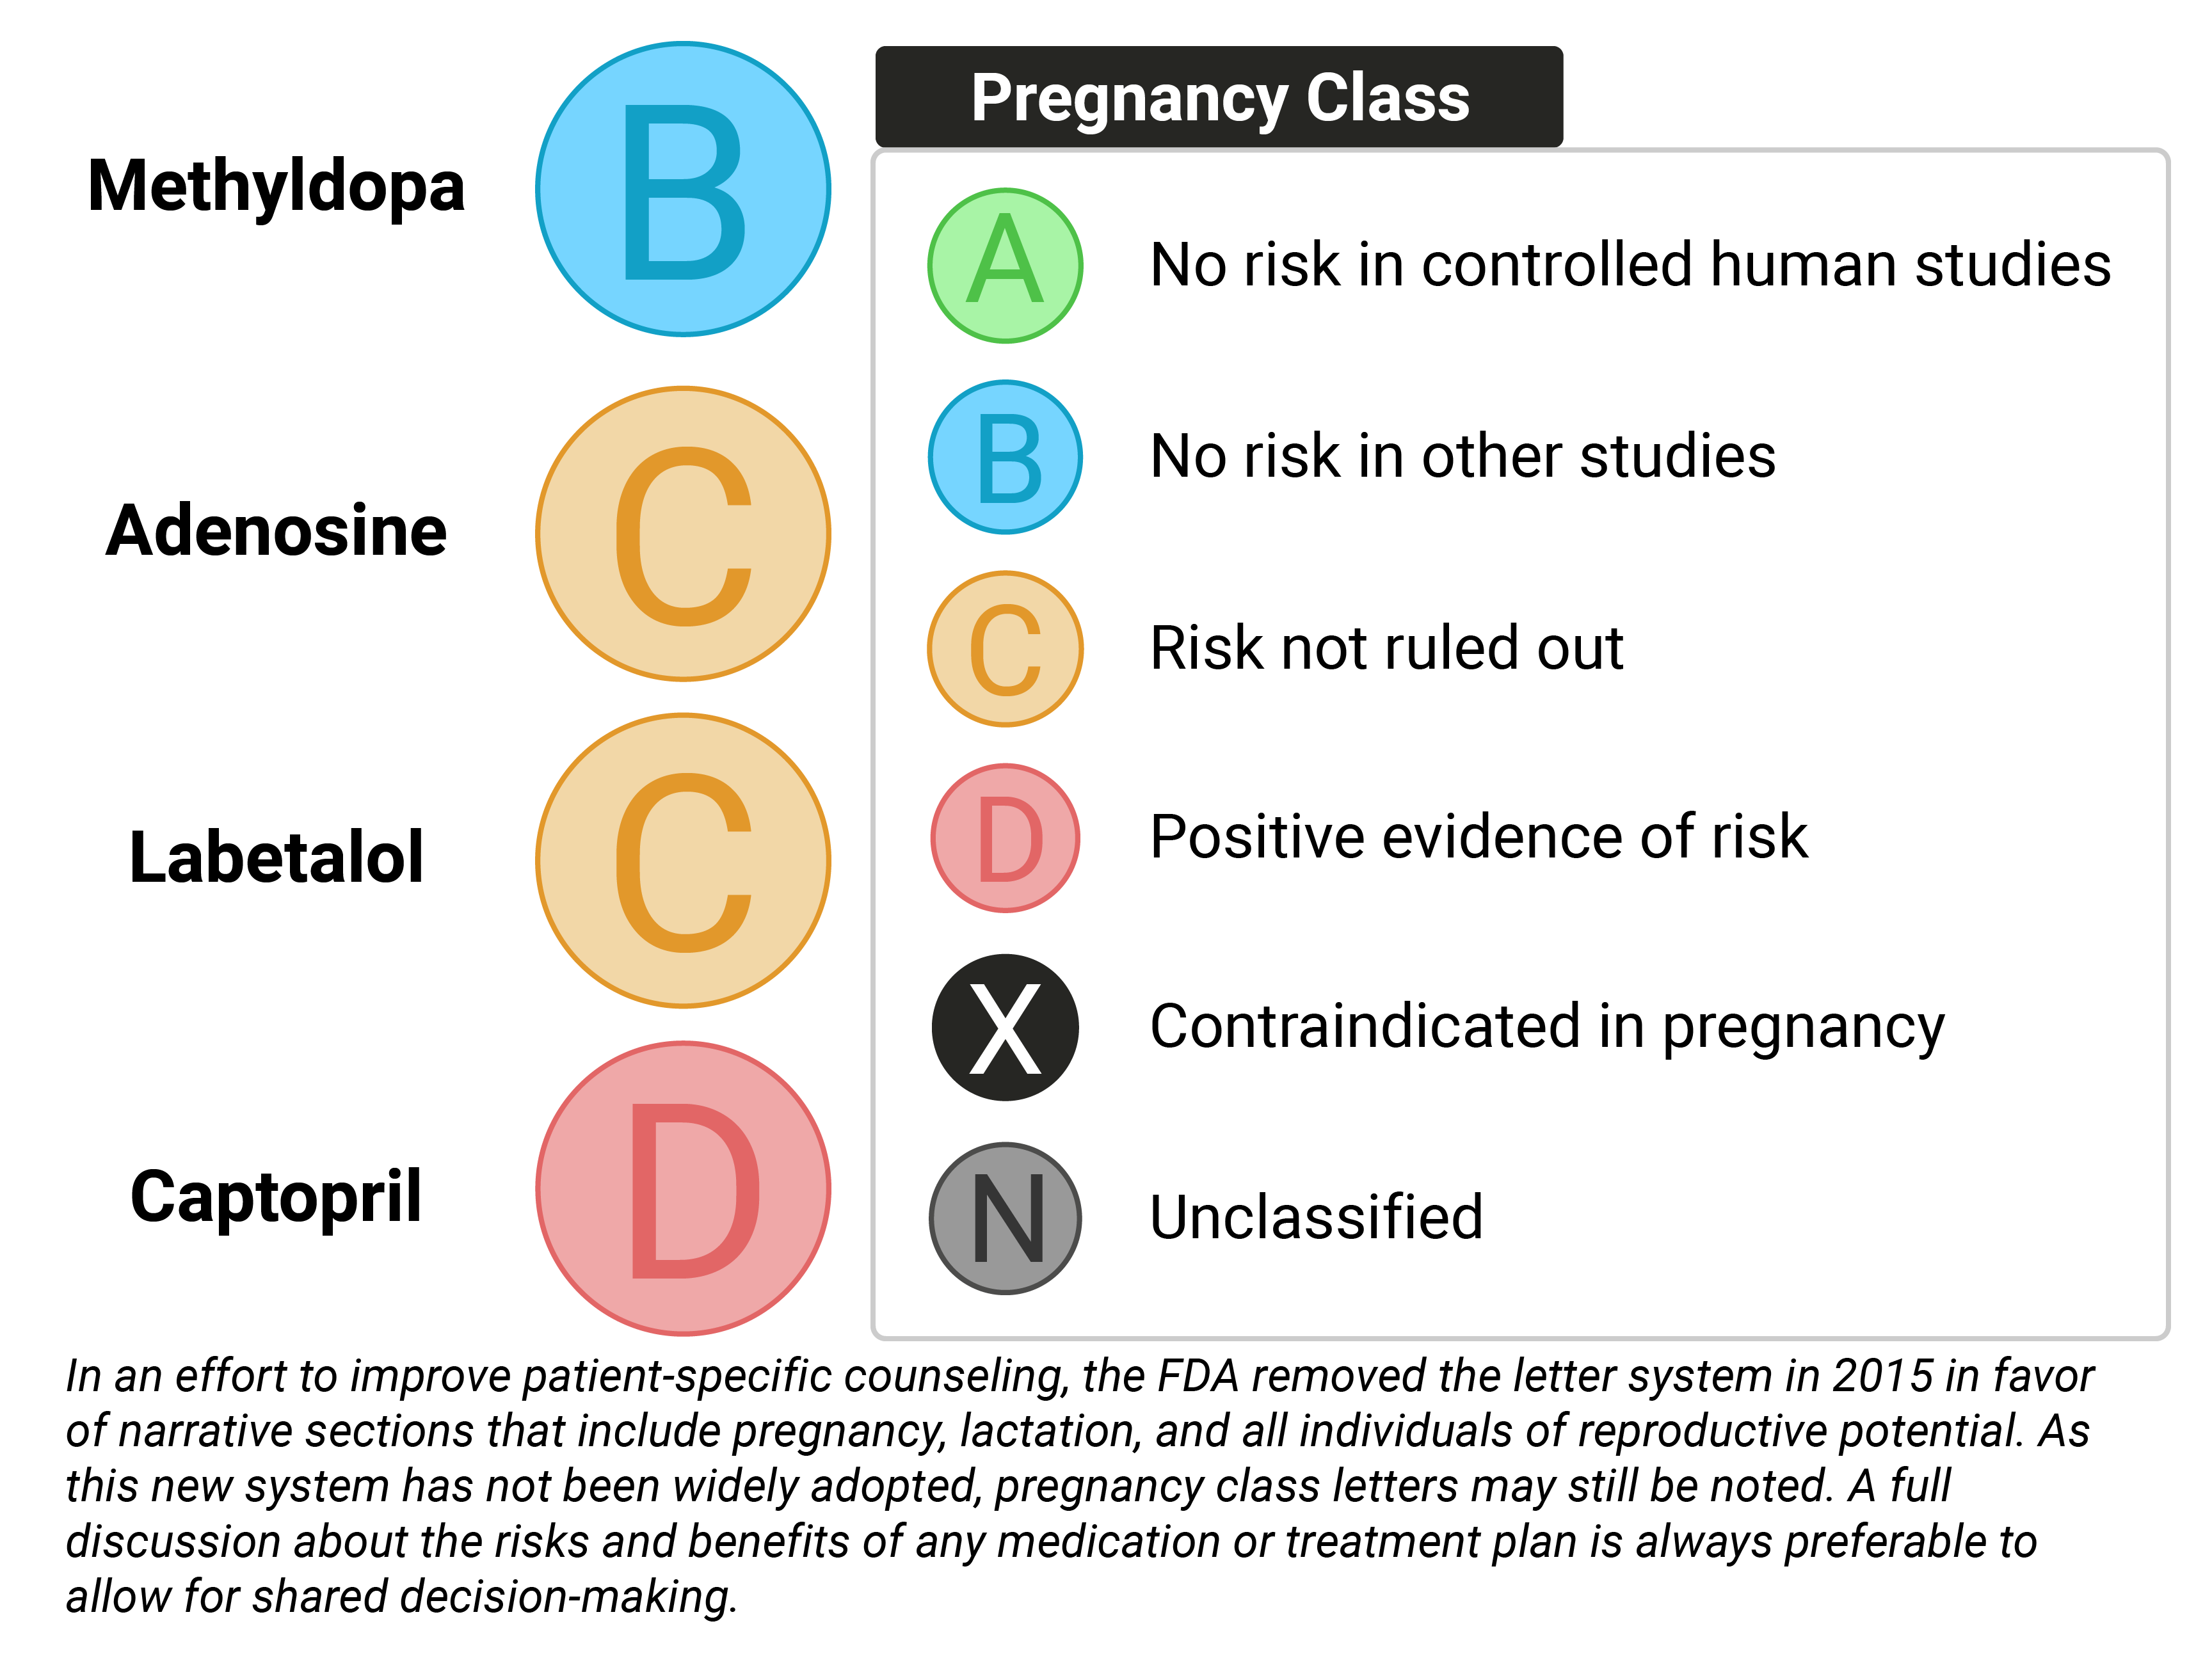 Methyldopa
B
Adenosine
C
Labetalol
C
Captopril
D
Pregnancy Class
A
No risk in controlled human studies
B
No risk in other studies
C
Risk not ruled out
D
Positive evidence of risk
X
Contraindicated in pregnancy
N
Unclassified
In an effort to improve patient-specific counseling, the FDA removed the letter system in 2015 in favor
of narrative sections that include pregnancy, lactation, and all individuals of reproductive potential. As
this new system has not been widely adopted, pregnancy class letters may still be noted. A full
discussion about the risks and benefits of any medication or treatment plan is always preferable to
allow for shared decision-making.